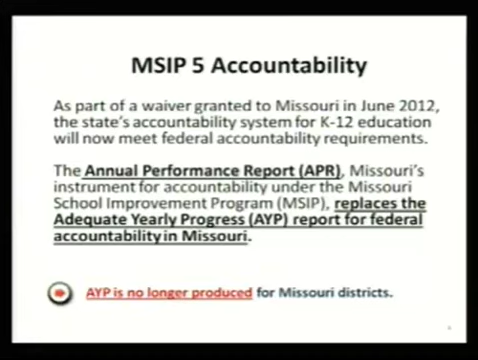 MSIP 5 Accountability
As part of a waiver granted to Missouri in June 2012,
the state's accountability system for K-12 education
will now meet federal accountability requirements.
The Annual Performance Report (APR), Missouri's
instrument for accountability under the Missouri
School Improvement Program (MSIP), replaces the
Adequate Yearly Progress (AYP) report for federal
accountability in Missouri.
AYP is no longer produced for Missouri districts.